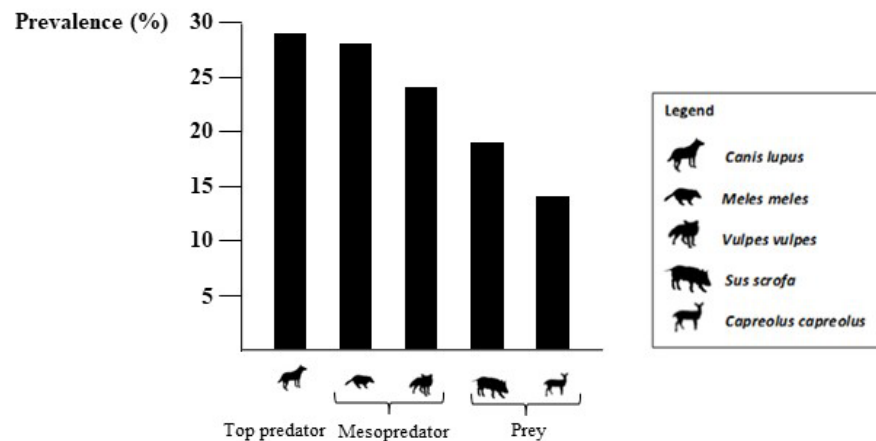 Prevalence (%)
30
25
20
15
10
5
Top predator
Mesopredator
Prey
Legend
Canis lupus
Meles meles
Vulpes vulpes
Sus scrofa
Capreolus capreolus